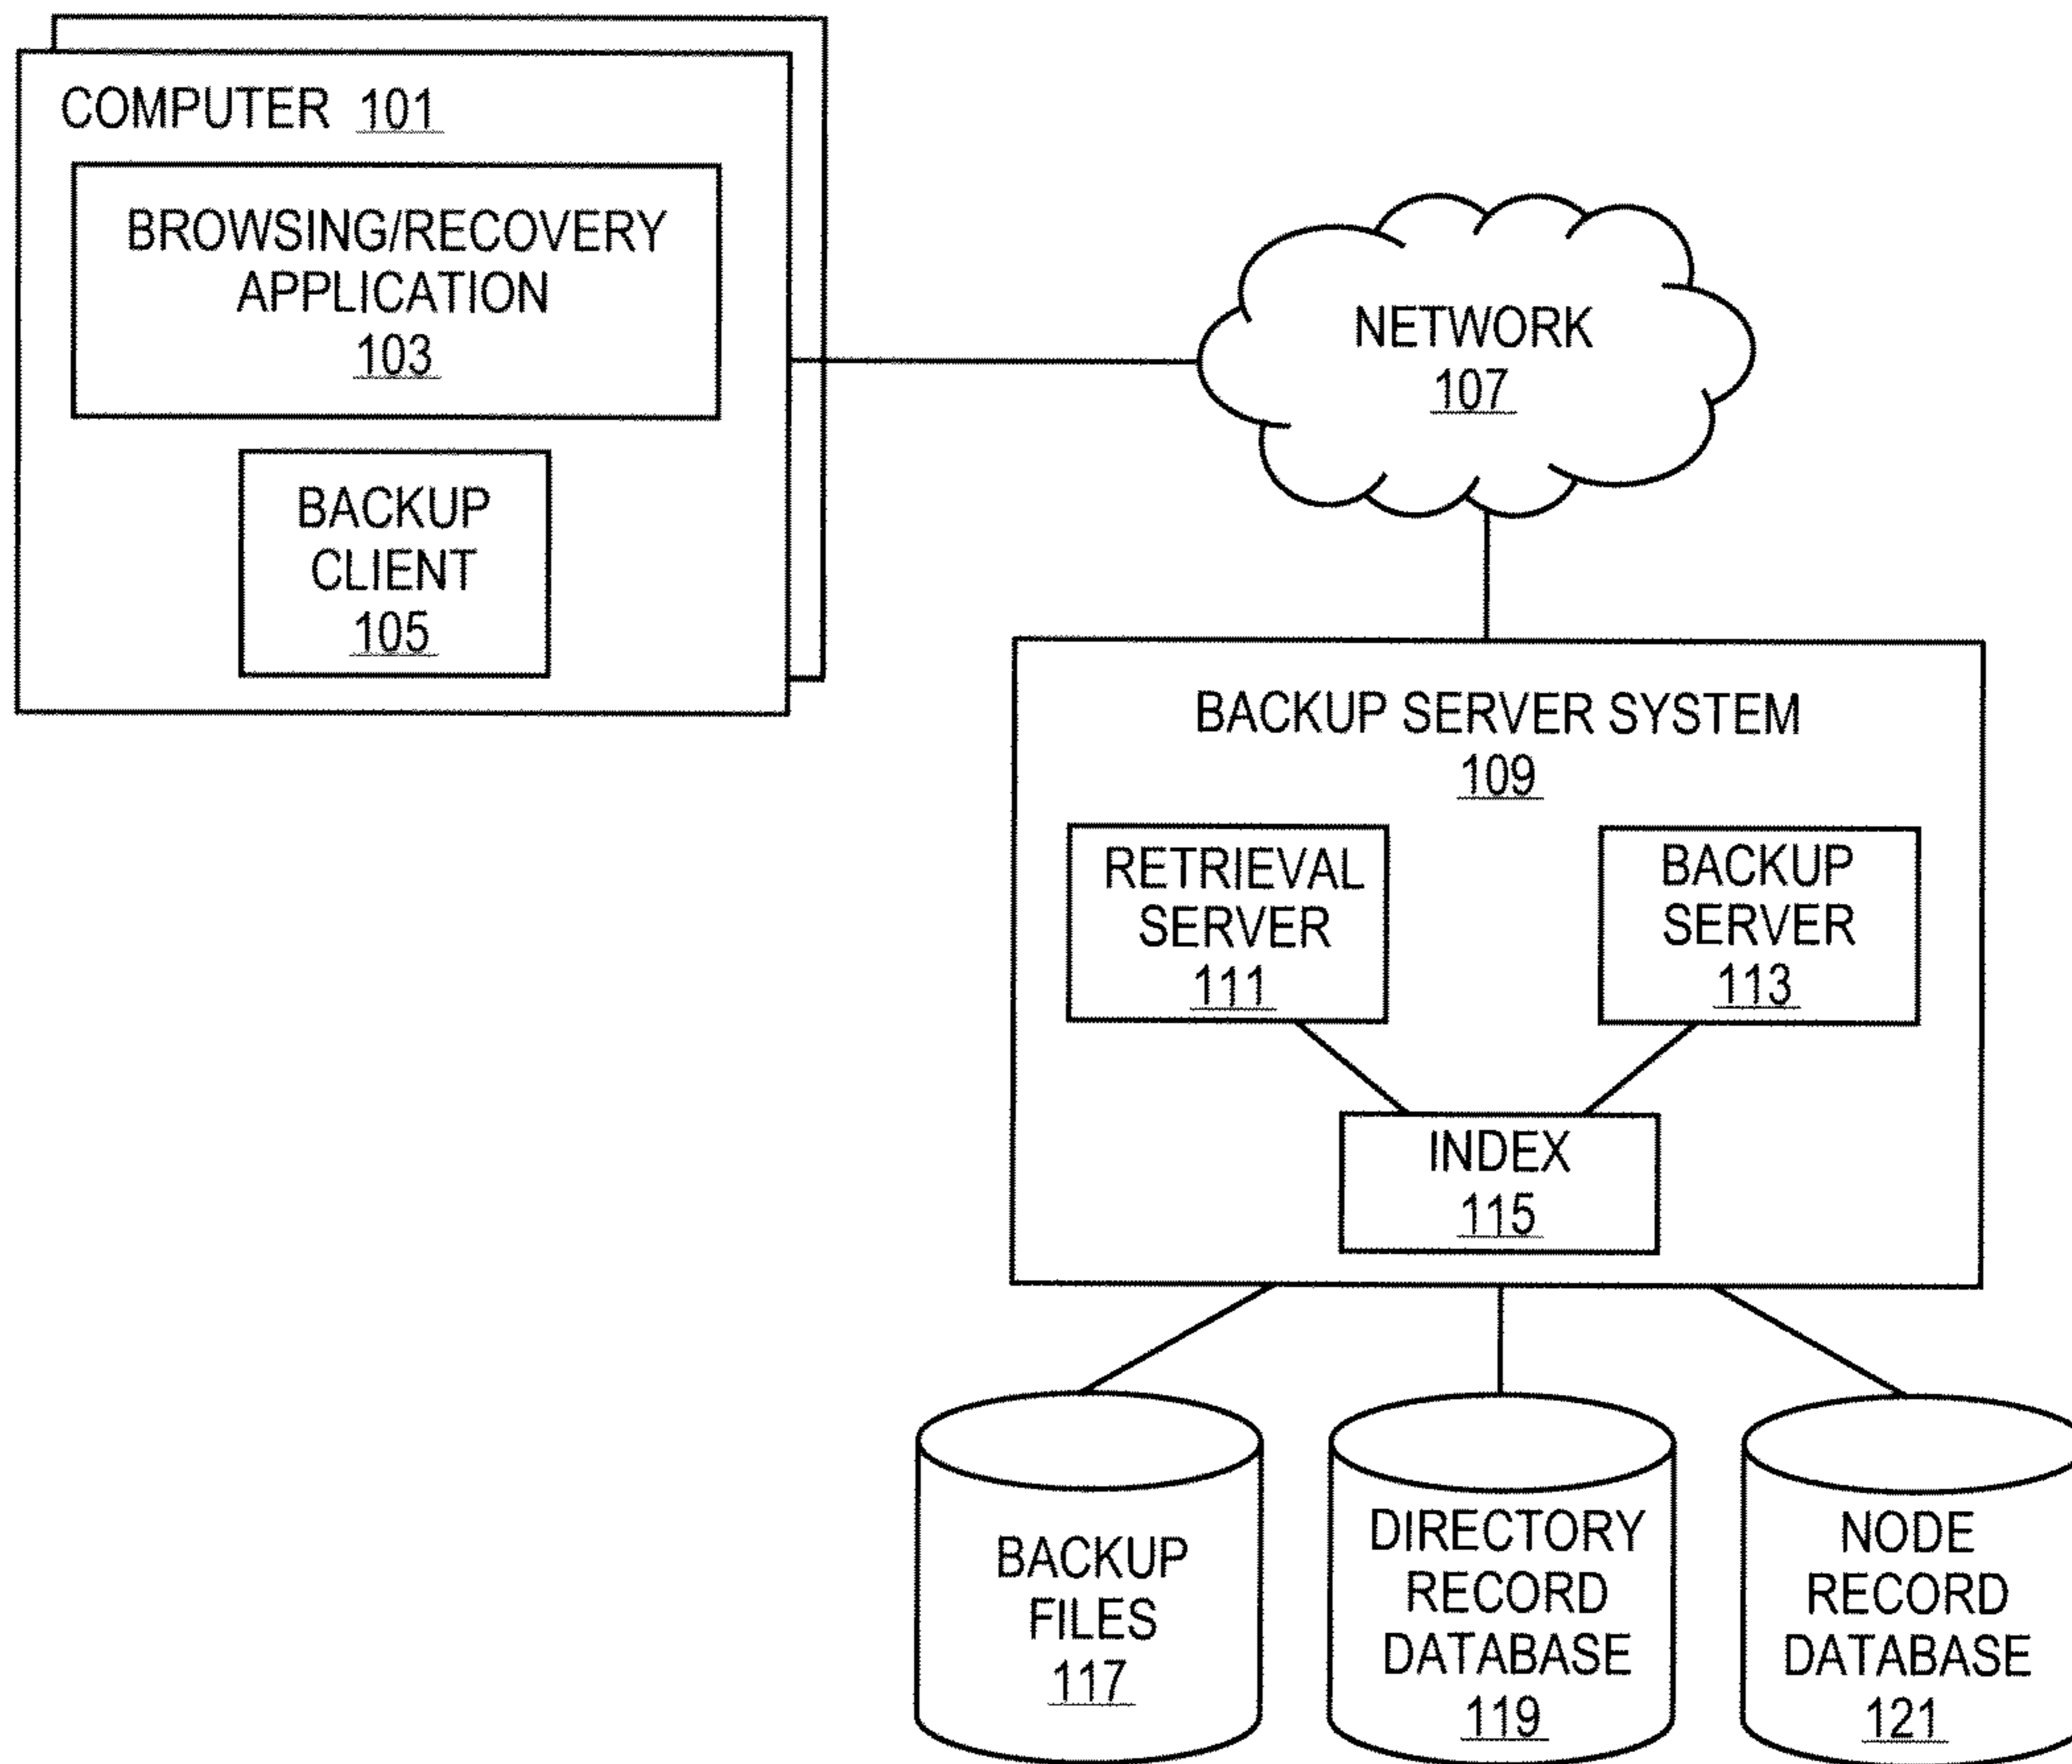 COMPUTER 101
BROWSING/RECOVERY
APPLICATION
103
BACKUP
CLIENT
105
NETWORK
107
BACKUP SERVER SYSTEM
109
RETRIEVAL
SERVER
111
BACKUP
SERVER
113
INDEX
115
BACKUP
FILES
117
DIRECTORY
RECORD
DATABASE
119
NODE
RECORD
DATABASE
121